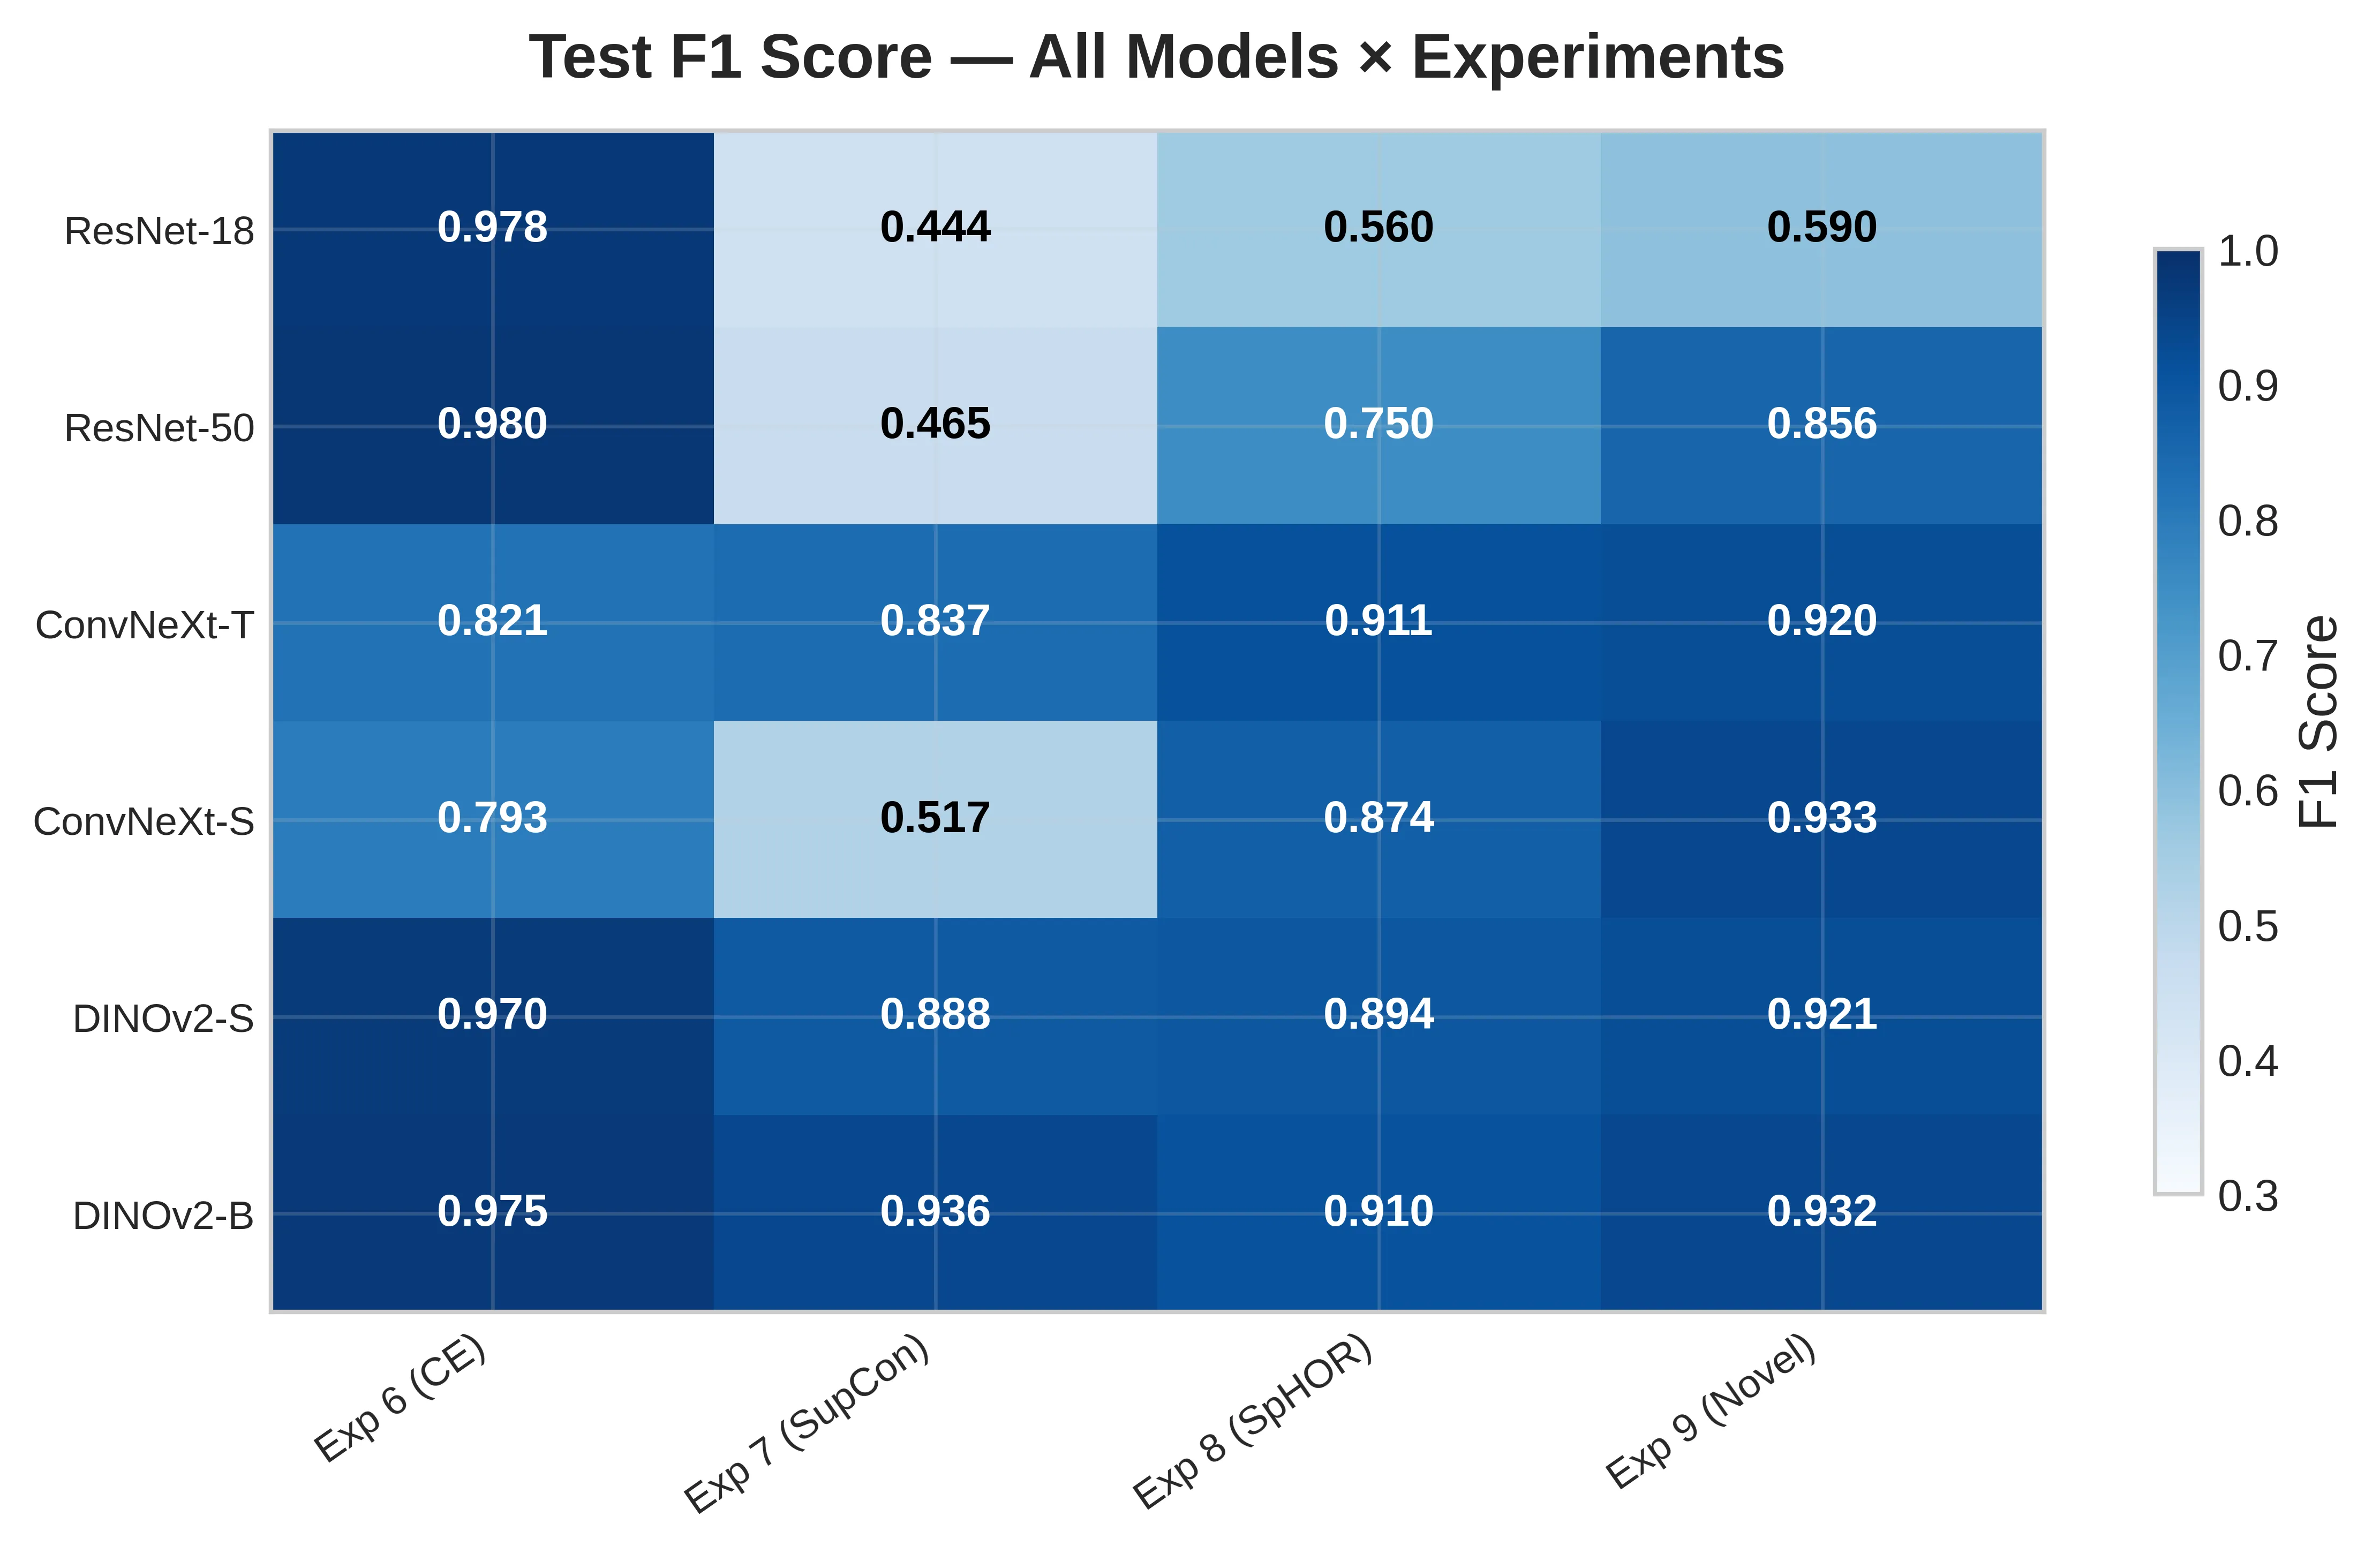 Test F1 Score — All Models × Experiments
ResNet-18 0.978 0.444 0.560 0.590
ResNet-50 0.980 0.465 0.750 0.856
ConvNeXt-T 0.821 0.837 0.911 0.920
ConvNeXt-S 0.793 0.517 0.874 0.933
DINOv2-S 0.970 0.888 0.894 0.921
DINOv2-B 0.975 0.936 0.910 0.932
Exp 6 (CE) Exp 7 (SupCon) Exp 8 (SpHOR) Exp 9 (Novel)
1.0
0.9
0.8
0.7
0.6
0.5
0.4
0.3
F1 Score